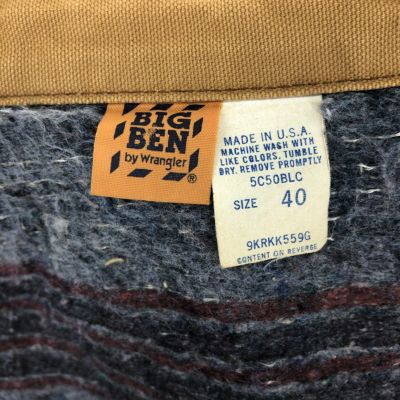 BIG
BEN
by Wrangler
®
MADE IN U.S.A.
MACHINE WASH WITH
LIKE COLORS, TUMBLE
DRY. REMOVE PROMPTLY
5C50BLC
SIZE 40
9KRKK559G
CONTENT ON REVERSE